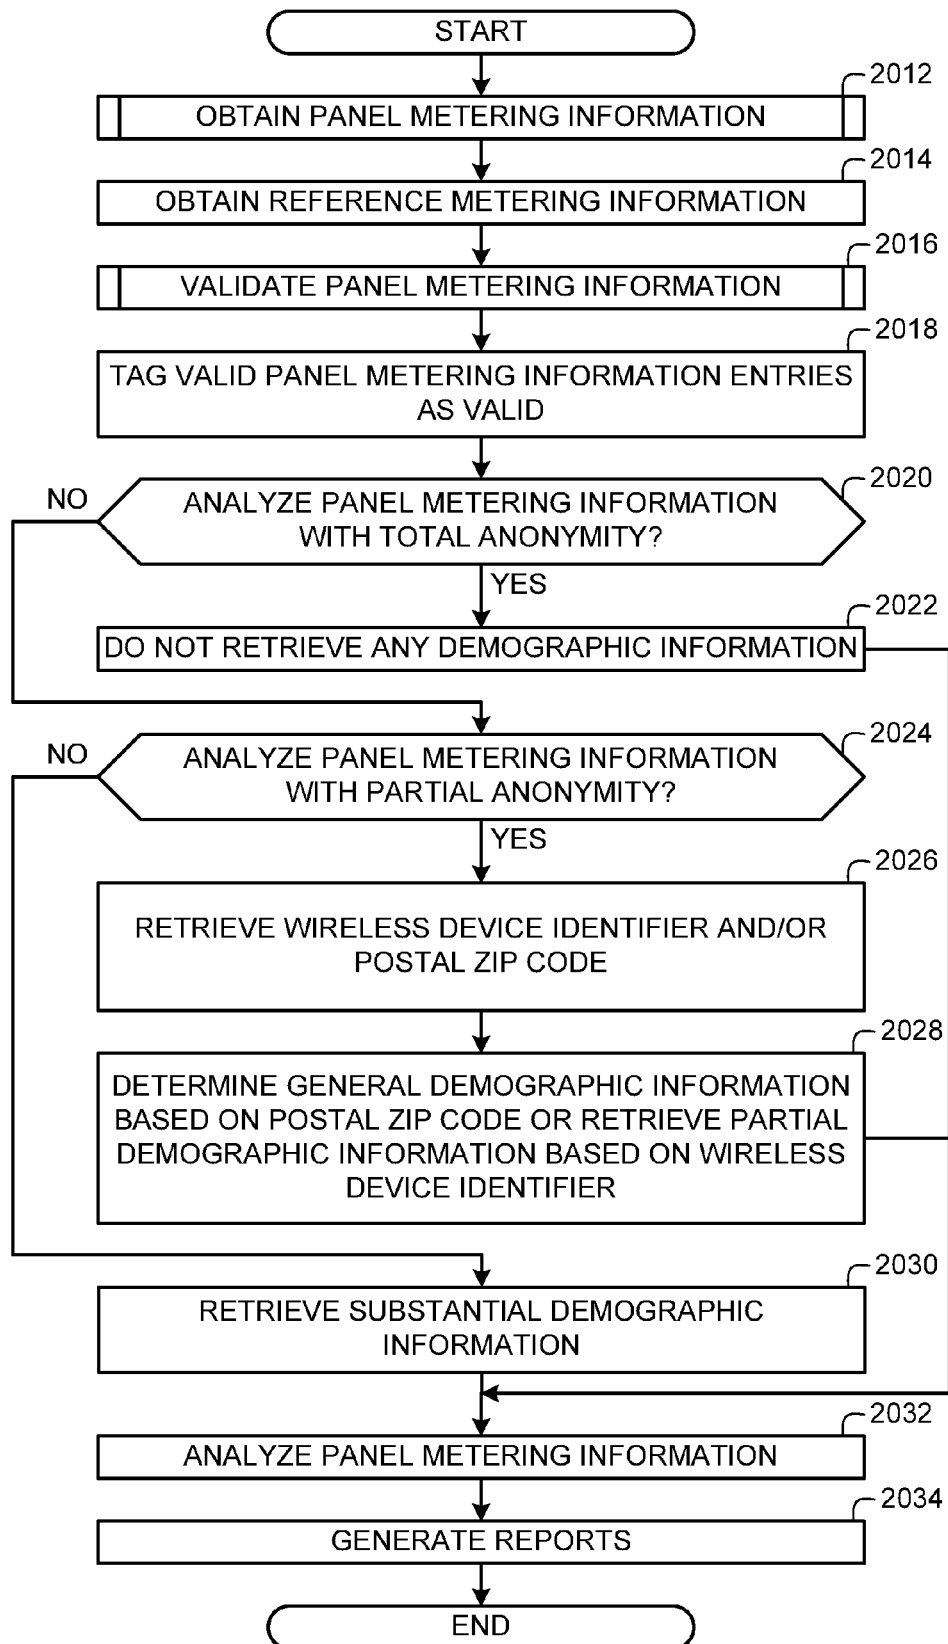 START
2012
OBTAIN PANEL METERING INFORMATION
2014
OBTAIN REFERENCE METERING INFORMATION
2016
VALIDATE PANEL METERING INFORMATION
2018
TAG VALID PANEL METERING INFORMATION ENTRIES
AS VALID
2020
NO
ANALYZE PANEL METERING INFORMATION
WITH TOTAL ANONYMITY?
YES
2022
DO NOT RETRIEVE ANY DEMOGRAPHIC INFORMATION
2024
NO
ANALYZE PANEL METERING INFORMATION
WITH PARTIAL ANONYMITY?
YES
2026
RETRIEVE WIRELESS DEVICE IDENTIFIER AND/OR
POSTAL ZIP CODE
2028
DETERMINE GENERAL DEMOGRAPHIC INFORMATION
BASED ON POSTAL ZIP CODE OR RETRIEVE PARTIAL
DEMOGRAPHIC INFORMATION BASED ON WIRELESS
DEVICE IDENTIFIER
2030
RETRIEVE SUBSTANTIAL DEMOGRAPHIC
INFORMATION
2032
ANALYZE PANEL METERING INFORMATION
2034
GENERATE REPORTS
END